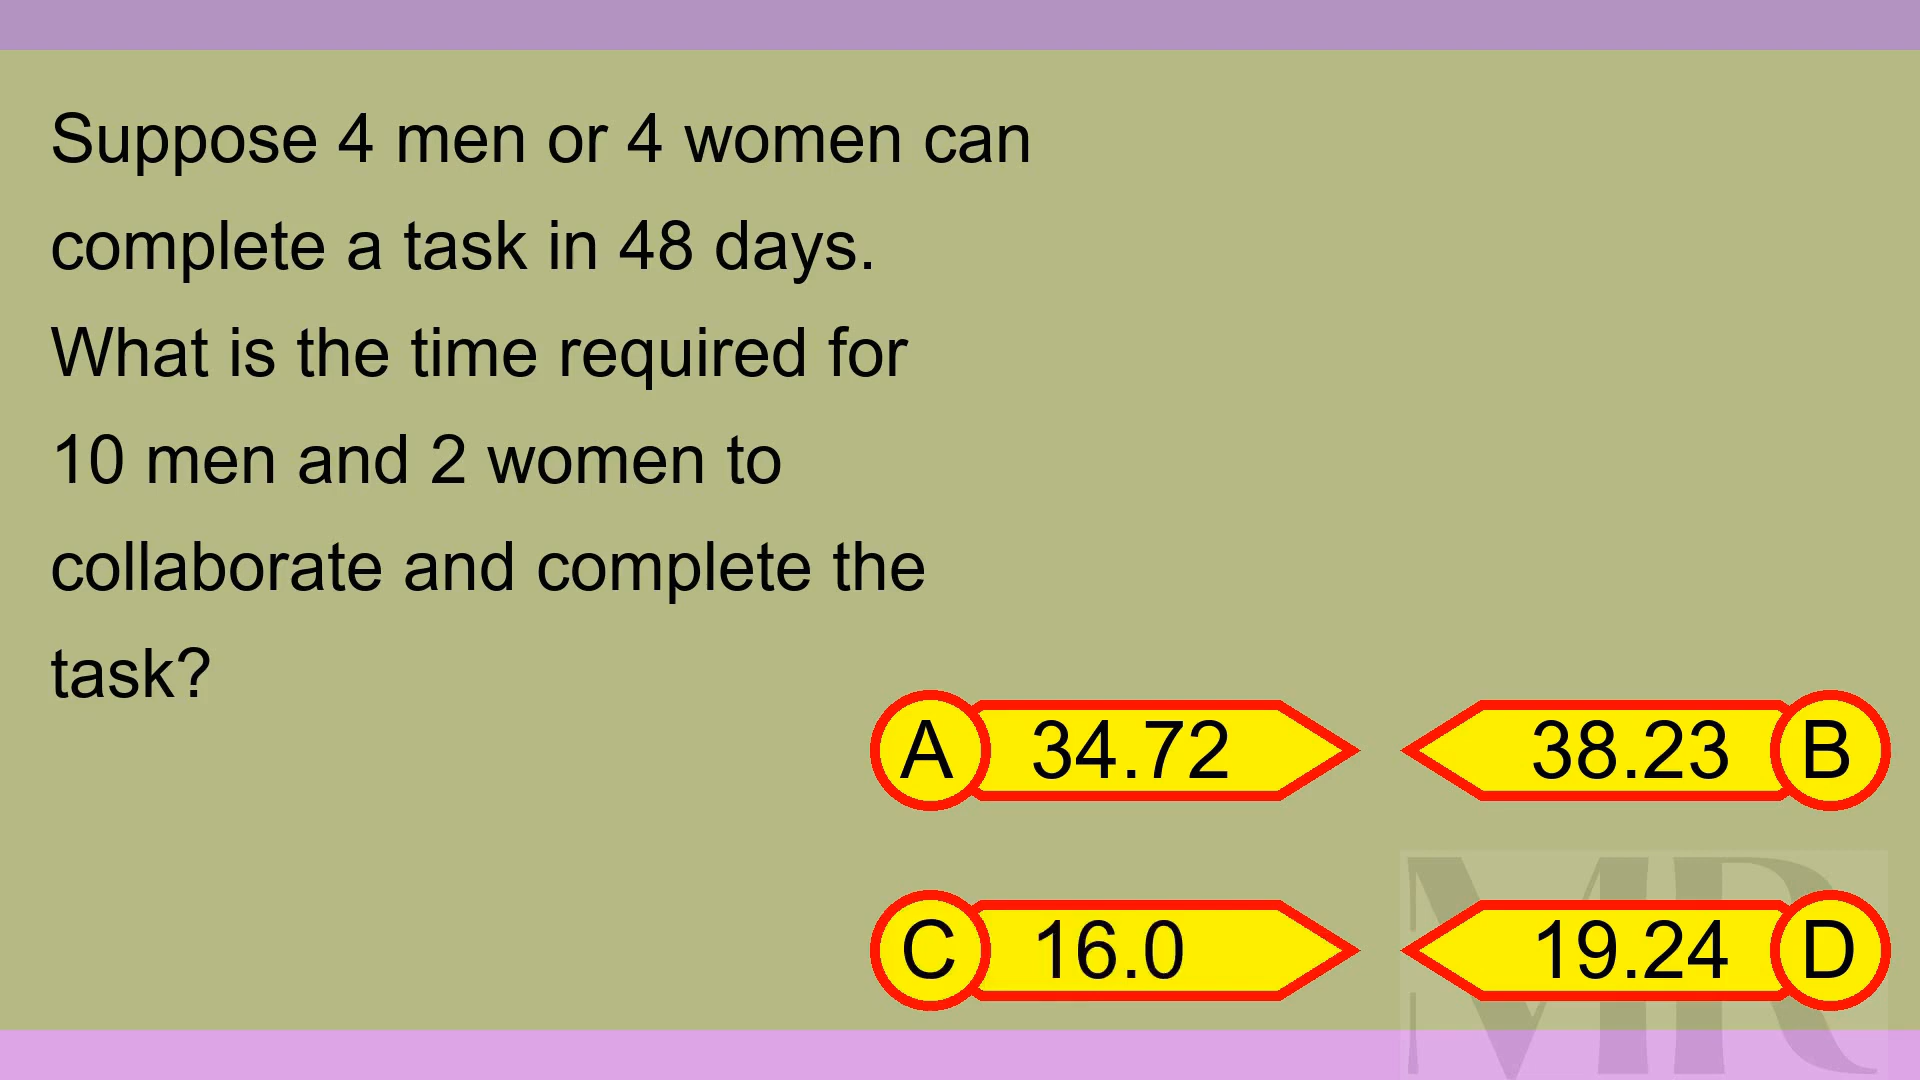 Suppose 4 men or 4 women can
complete a task in 48 days.
What is the time required for
10 men and 2 women to
collaborate and complete the
task?
A 34.72
38.23 B
C 16.0
19.24 D
MR